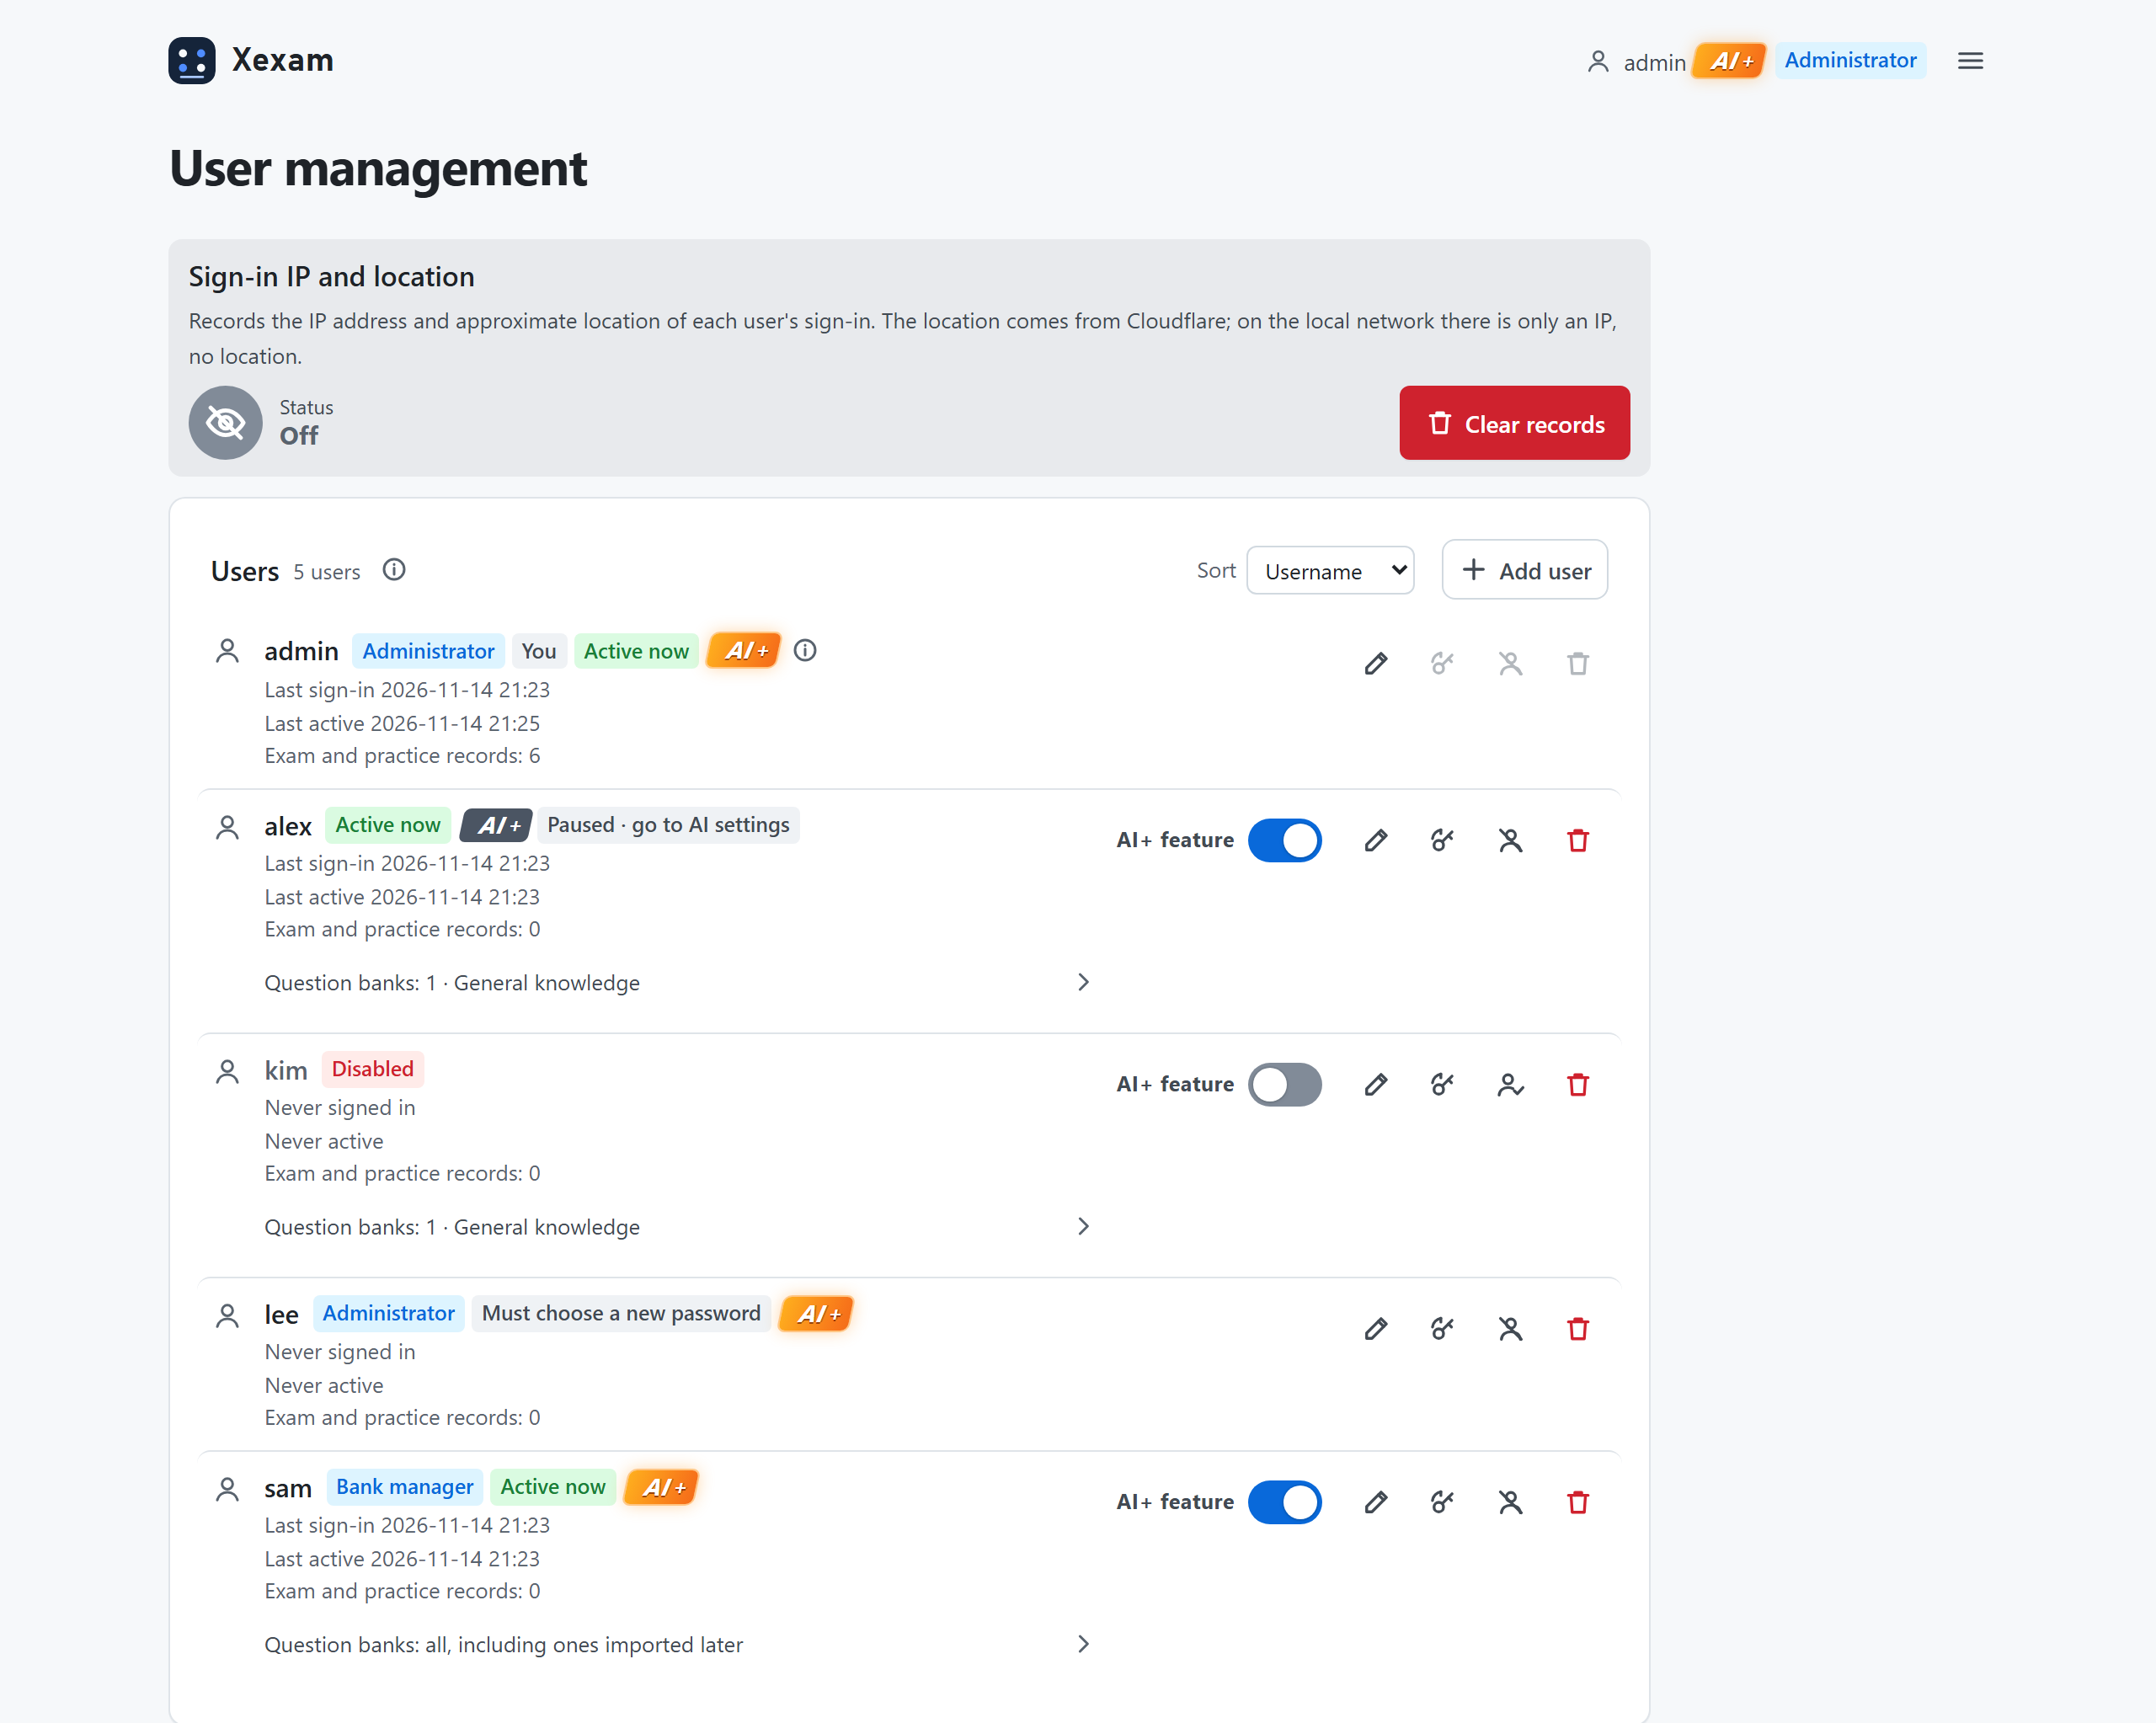 Xexam
admin AI+ Administrator
User management
Sign-in IP and location
Records the IP address and approximate location of each user's sign-in. The location comes from Cloudflare; on the local network there is only an IP,
no location.
Status
Off
Clear records
Users 5 users
Sort Username
Add user
admin Administrator You Active now AI+
Last sign-in 2026-11-14 21:23
Last active 2026-11-14 21:25
Exam and practice records: 6
alex Active now AI+ Paused · go to AI settings
AI+ feature
Last sign-in 2026-11-14 21:23
Last active 2026-11-14 21:23
Exam and practice records: 0
Question banks: 1 · General knowledge
kim Disabled
AI+ feature
Never signed in
Never active
Exam and practice records: 0
Question banks: 1 · General knowledge
lee Administrator Must choose a new password AI+
Never signed in
Never active
Exam and practice records: 0
sam Bank manager Active now AI+
AI+ feature
Last sign-in 2026-11-14 21:23
Last active 2026-11-14 21:23
Exam and practice records: 0
Question banks: all, including ones imported later